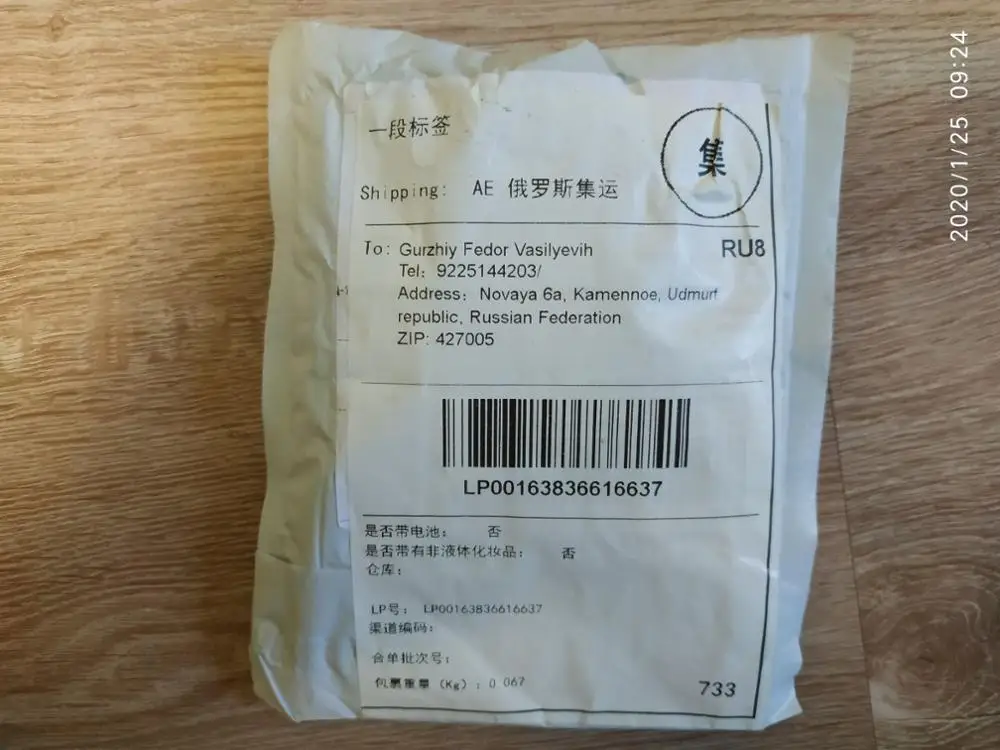 一段标签
集
Shipping: AE 俄罗斯集运
To: Gurzhiy Fedor Vasilyevih
RU8
Tel: 9225144203/
Address: Novaya 6a, Kamennoe, Udmurt
republic, Russian Federation
ZIP: 427005
LP00163836616637
是否带电池: 否
是否带有非液体化妆品: 否
仓库:
LP号: LP00163836616637
渠道编码:
合单批次号:
包裹重量 (Kg): 0.067
733
2020/1/25 09:24